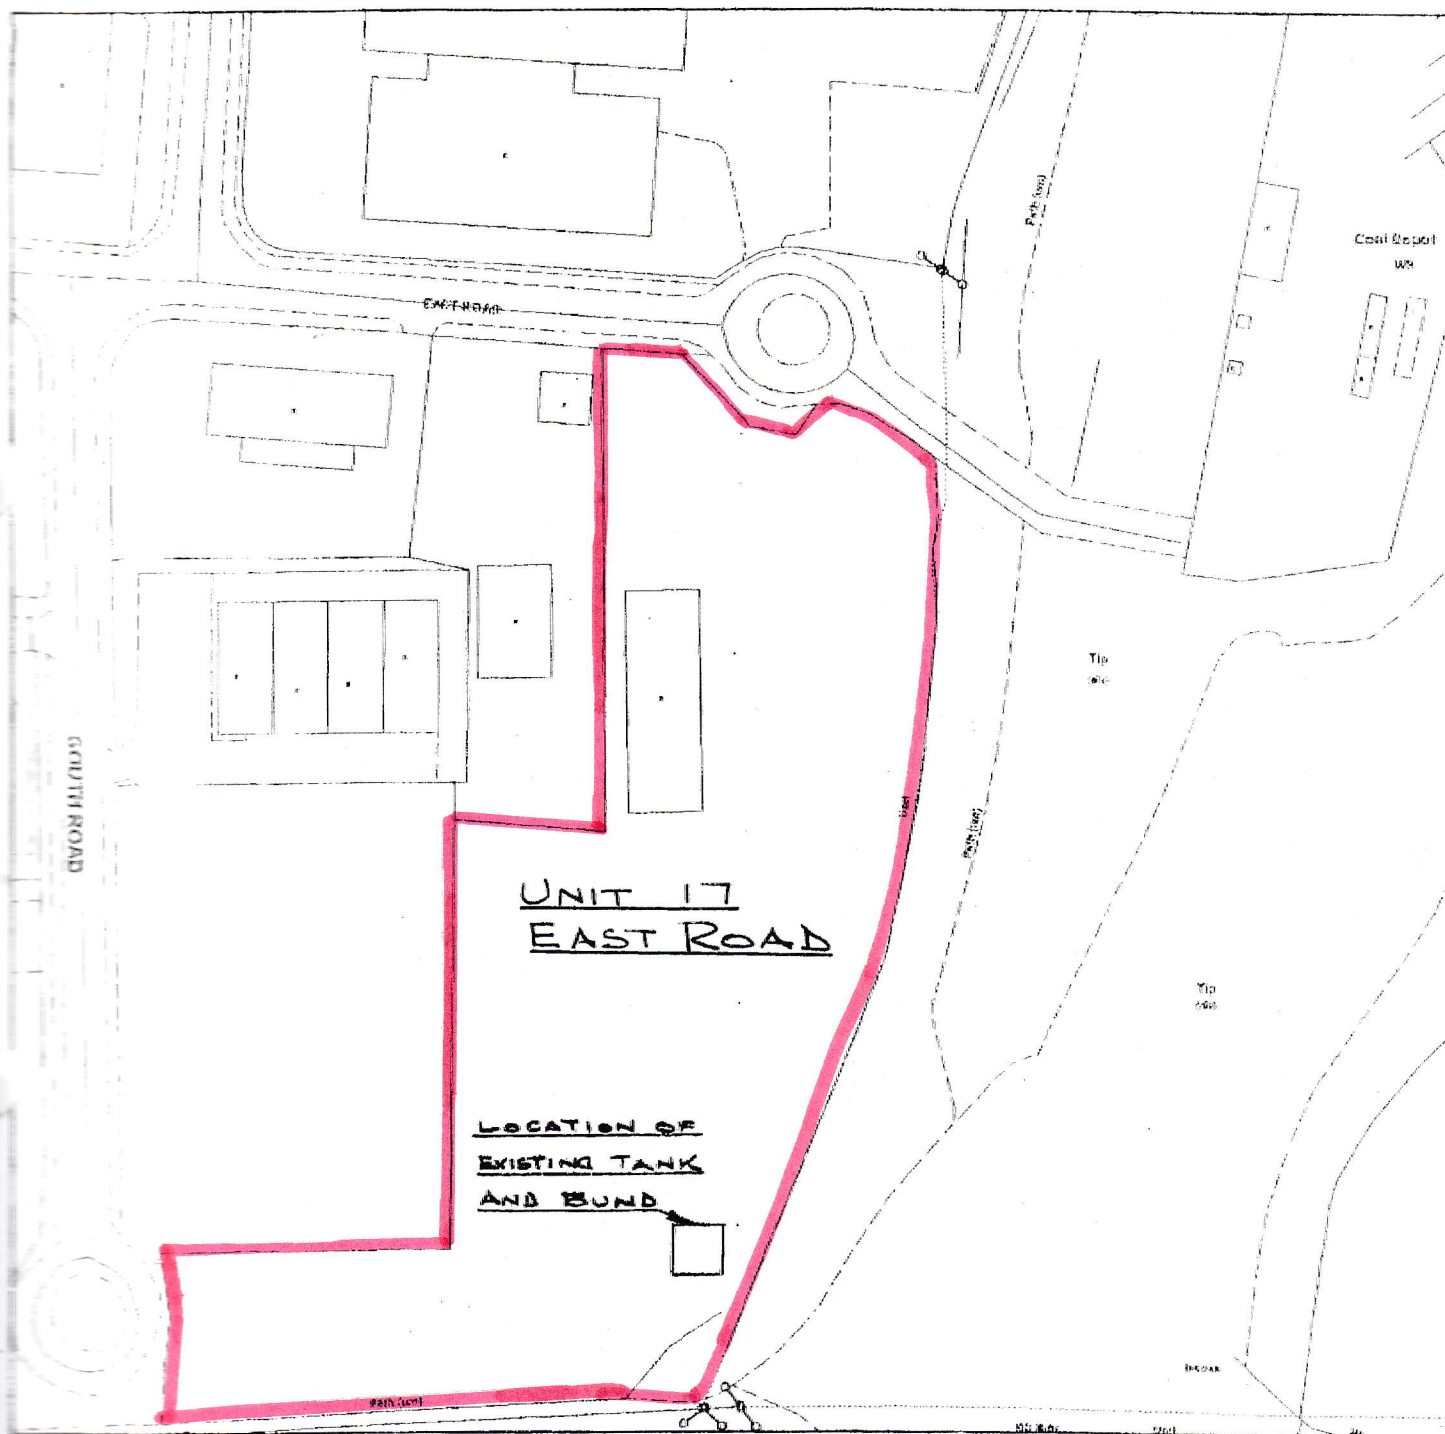 Path (um)
Coal Depot
EAST ROAD
Tip
SOUTH ROAD
Path (um)
UNIT 17
EAST ROAD
Tip
LOCATION OF
EXISTING TANK
AND BUND
Path (um)